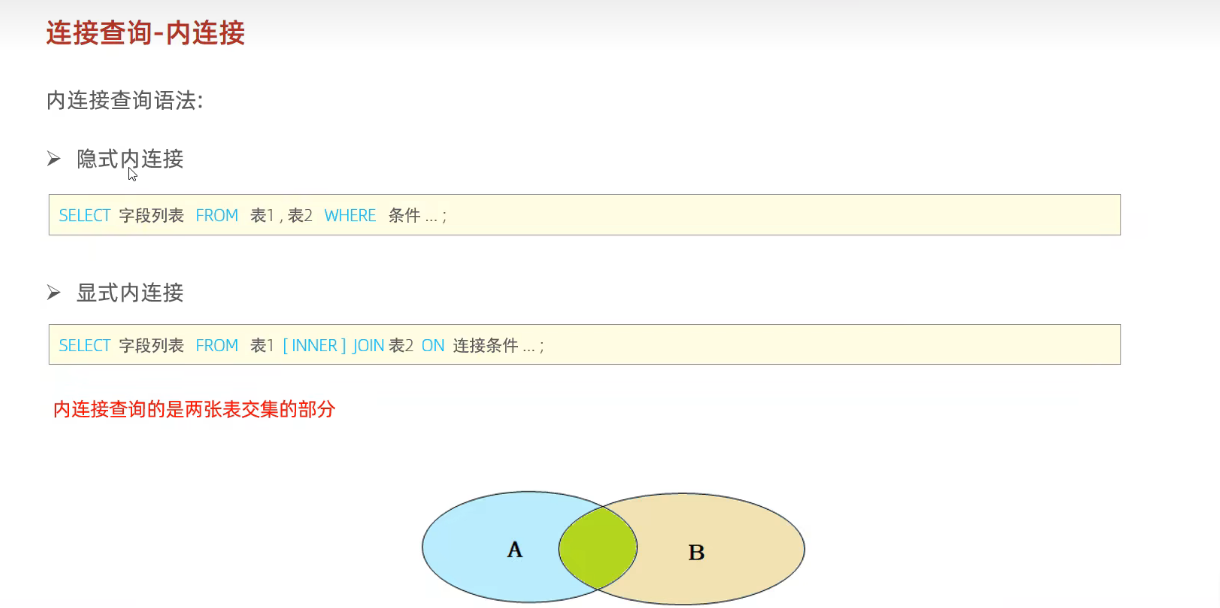 连接查询-内连接
内连接查询语法:
➢ 隐式内连接
SELECT 字段列表 FROM 表1 , 表2 WHERE 条件 ... ;
➢ 显式内连接
SELECT 字段列表 FROM 表1 [ INNER ] JOIN 表2 ON 连接条件 ... ;
内连接查询的是两张表交集的部分
A B